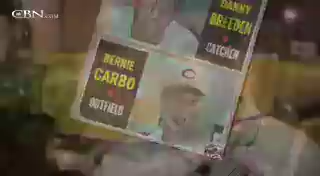 CBN.COM
DANNY
BREEDEN
CATCHER
BERNIE
CARBO
OUTFIELD
C